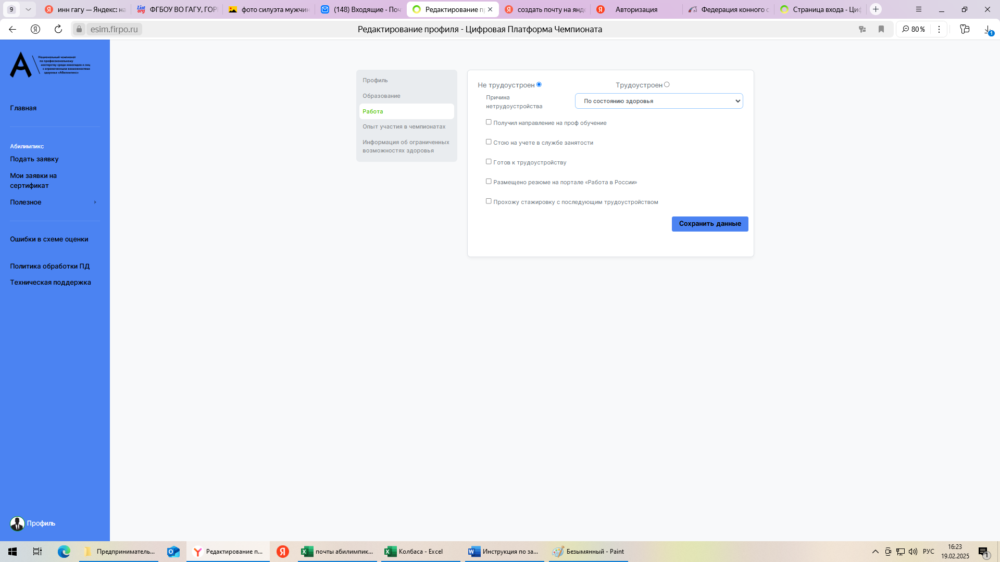 9
инн гагу — Яндекс: на
ФГБОУ ВО ГАГУ, ГОР
фото силуэта мужчин
(148) Входящие - Поч
Редактирование п
создать почту на янде
Авторизация
Федерация конного с
Страница входа - Циф
esim.firpo.ru
Редактирование профиля - Цифровая Платформа Чемпионата
80 %
1
Национальный чемпионат
по профессиональному
мастерству среди инвалидов и лиц
с ограниченными возможностями
здоровья «Абилимпикс»
Главная
Абилимпикс
Подать заявку
Мои заявки на
сертификат
Полезное
Ошибки в схеме оценки
Политика обработки ПД
Техническая поддержка
Профиль
Профиль
Образование
Работа
Опыт участия в чемпионатах
Информация об ограниченных
возможностях здоровья
Не трудоустроен
Трудоустроен
Причина
нетрудоустройства
По состоянию здоровья
Получил направление на проф обучение
Стою на учете в службе занятости
Готов к трудоустройству
Размещено резюме на портале «Работа в России»
Прохожу стажировку с последующим трудоустройством
Сохранить данные
Предприниматель...
Редактирование п...
почты абилимпик...
Колбаса - Excel
Инструкция по за...
Безымянный - Paint
РУС
16:23
19.02.2025
1